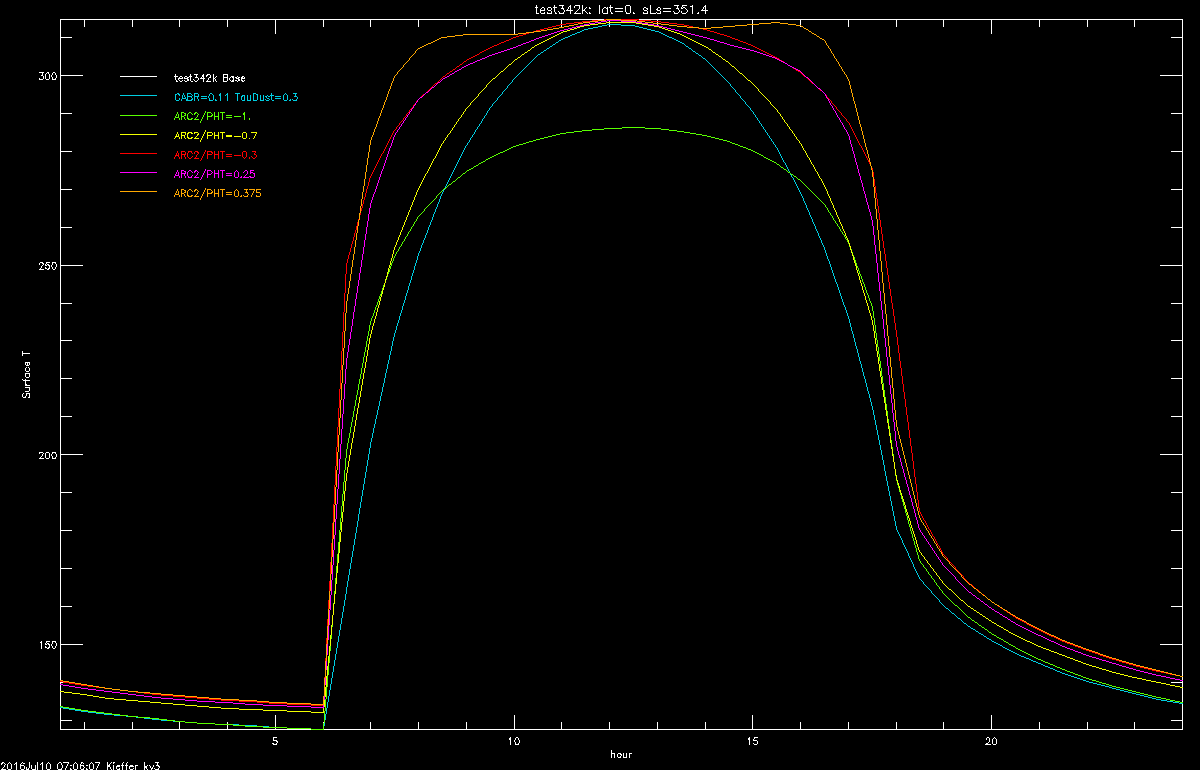 test342k: lat=0. sLs=351.4
300
250
200
150
Surface T
test342k Base
CABR=0.11 TauDust=0.3
ARC2/PHT=-1.
ARC2/PHT=-0.7
ARC2/PHT=-0.3
ARC2/PHT=0.25
ARC2/PHT=0.375
5 10 15 20
hour
2016Jul10 07:06:07 Kieffer kv3